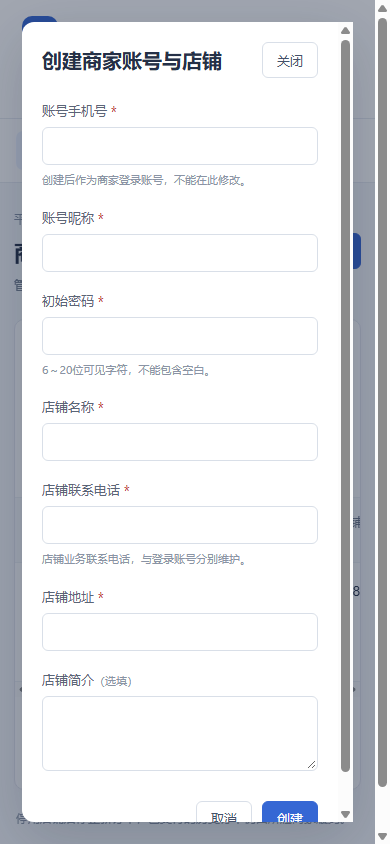 创建商家账号与店铺
关闭
账号手机号 *
创建后作为商家登录账号，不能在此修改。
账号昵称 *
初始密码 *
6～20位可见字符，不能包含空白。
店铺名称 *
店铺联系电话 *
店铺业务联系电话，与登录账号分别维护。
店铺地址 *
店铺简介（选填）
取消
创建